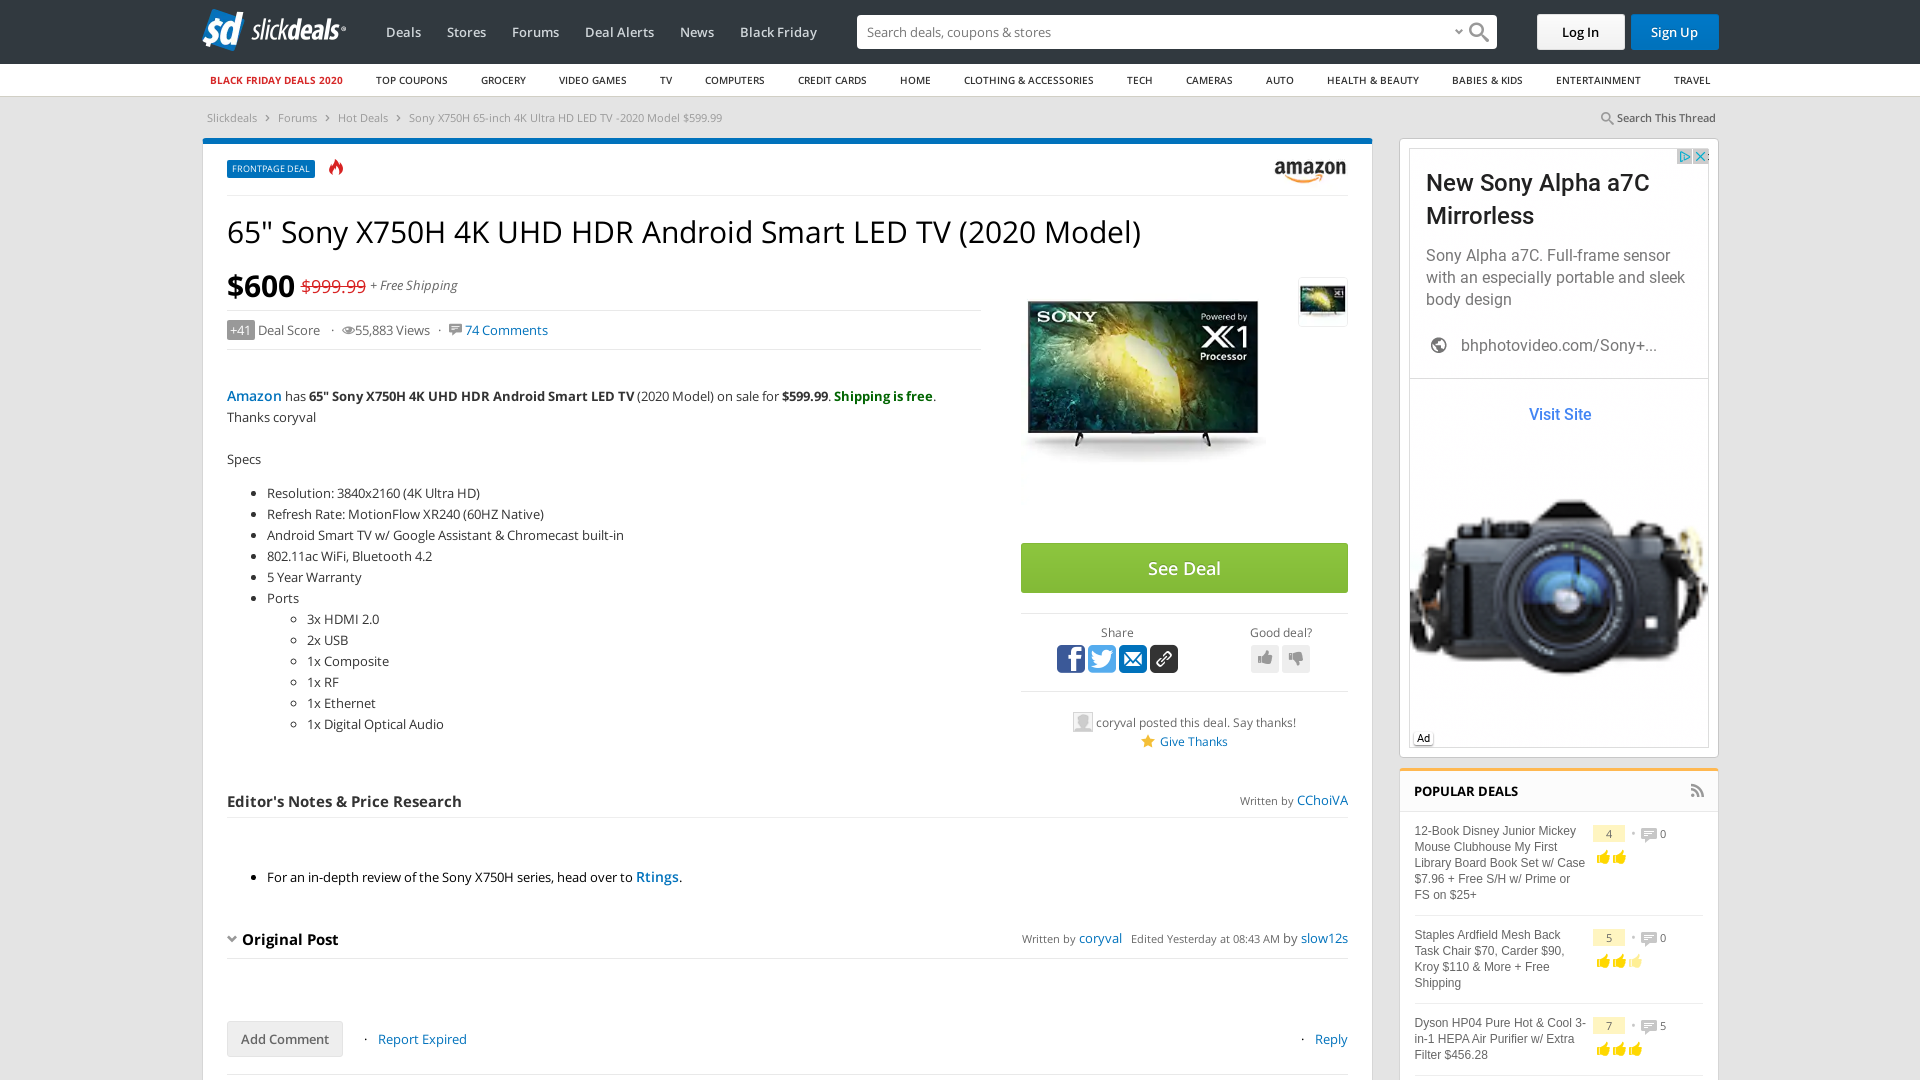 slickdeals
Deals
Stores
Forums
Deal Alerts
News
Black Friday
Search deals, coupons & stores
Log In
Sign Up
BLACK FRIDAY DEALS 2020
TOP COUPONS
GROCERY
VIDEO GAMES
TV
COMPUTERS
CREDIT CARDS
HOME
CLOTHING & ACCESSORIES
TECH
CAMERAS
AUTO
HEALTH & BEAUTY
BABIES & KIDS
ENTERTAINMENT
TRAVEL
Slickdeals › Forums › Hot Deals › Sony X750H 65-inch 4K Ultra HD LED TV -2020 Model $599.99
Search This Thread
FRONTPAGE DEAL
amazon
65" Sony X750H 4K UHD HDR Android Smart LED TV (2020 Model)
$600 $999.99 + Free Shipping
+41 Deal Score · 55,883 Views · 74 Comments
Amazon has 65" Sony X750H 4K UHD HDR Android Smart LED TV (2020 Model) on sale for $599.99. Shipping is free.
Thanks coryval
Specs
• Resolution: 3840x2160 (4K Ultra HD)
• Refresh Rate: MotionFlow XR240 (60HZ Native)
• Android Smart TV w/ Google Assistant & Chromecast built-in
• 802.11ac WiFi, Bluetooth 4.2
• 5 Year Warranty
• Ports
◦ 3x HDMI 2.0
◦ 2x USB
◦ 1x Composite
◦ 1x RF
◦ 1x Ethernet
◦ 1x Digital Optical Audio
SONY
Powered by
X1
Processor
See Deal
Share
Good deal?
coryval posted this deal. Say thanks!
Give Thanks
Editor's Notes & Price Research
Written by CChoiVA
• For an in-depth review of the Sony X750H series, head over to Rtings.
Original Post
Written by coryval Edited Yesterday at 08:43 AM by slow12s
Add Comment
· Report Expired
· Reply
New Sony Alpha a7C
Mirrorless
Sony Alpha a7C. Full-frame sensor
with an especially portable and sleek
body design
bhphotovideo.com/Sony+...
Visit Site
Ad
POPULAR DEALS
12-Book Disney Junior Mickey
Mouse Clubhouse My First
Library Board Book Set w/ Case
$7.96 + Free S/H w/ Prime or
FS on $25+
4 • 0
Staples Ardfield Mesh Back
Task Chair $70, Carder $90,
Kroy $110 & More + Free
Shipping
5 • 0
Dyson HP04 Pure Hot & Cool 3-
in-1 HEPA Air Purifier w/ Extra
Filter $456.28
7 • 5